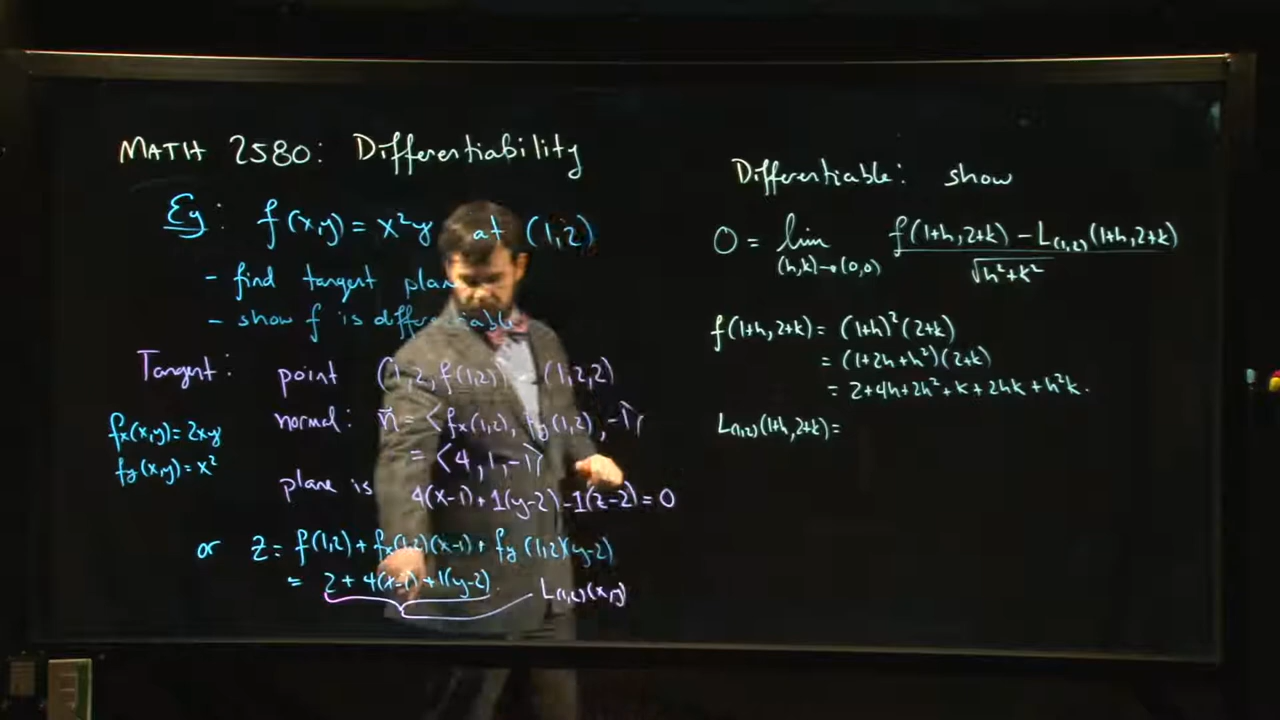 MATH 2580: Differentiability
Eg: f(x,y) = x²y at (1,2)
- find tangent plane
- show f is differentiable
Tangent: point (1,2,f(1,2)) (1,2,2)
normal: n⃗ = <fx(1,2), fy(1,2), -1>
= <4, 1, -1>
fx(x,y) = 2xy
fy(x,y) = x²
plane is 4(x-1) + 1(y-2) - 1(z-2) = 0
or z = f(1,2) + fx(1,2)(x-1) + fy(1,2)(y-2)
= 2 + 4(x-1) + 1(y-2)
L(1,2)(x,y)
Differentiable: show
0 = lim (h,k)→(0,0) f(1+h, 2+k) - L(1,2)(1+h, 2+k)
√h²+k²
f(1+h, 2+k) = (1+h)²(2+k)
= (1+2h+h²)(2+k)
= 2+4h+2h²+k+2hk+h²k.
L(1,2)(1+h, 2+k) =